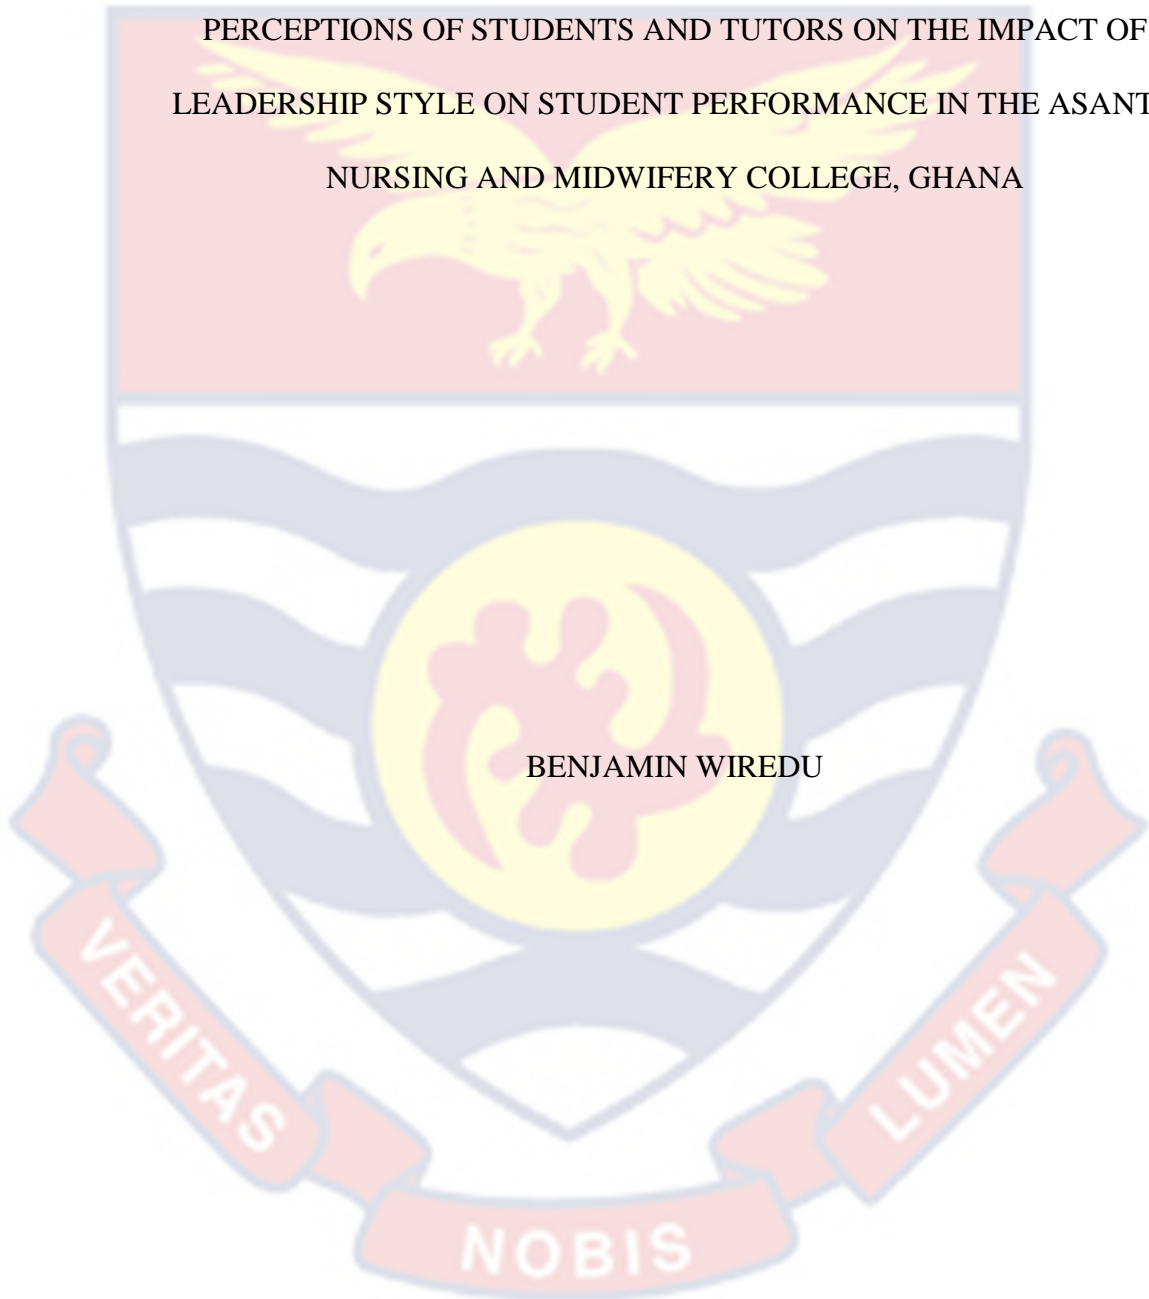 PERCEPTIONS OF STUDENTS AND TUTORS ON THE IMPACT OF
LEADERSHIP STYLE ON STUDENT PERFORMANCE IN THE ASANT
NURSING AND MIDWIFERY COLLEGE, GHANA
BENJAMIN WIREDU
VERITAS
NOBIS
LUMEN